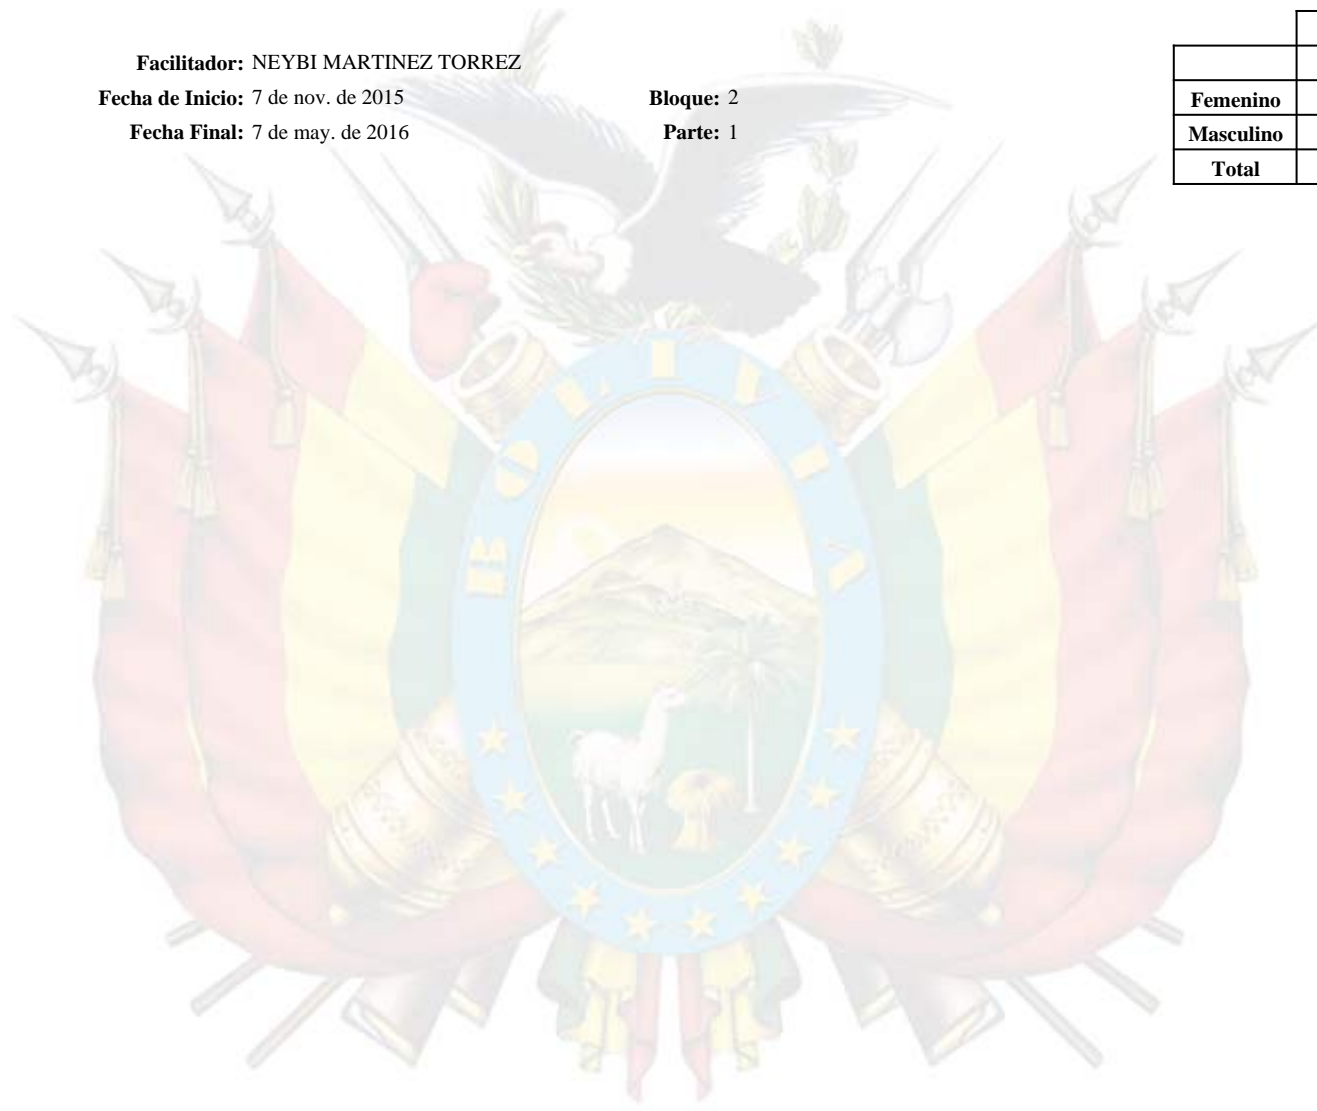 Facilitador: NEYBI MARTINEZ TORREZ
Fecha de Inicio: 7 de nov. de 2015 Bloque: 2
Fecha Final: 7 de may. de 2016 Parte: 1
Femenino
Masculino
Total
BOLIVIA